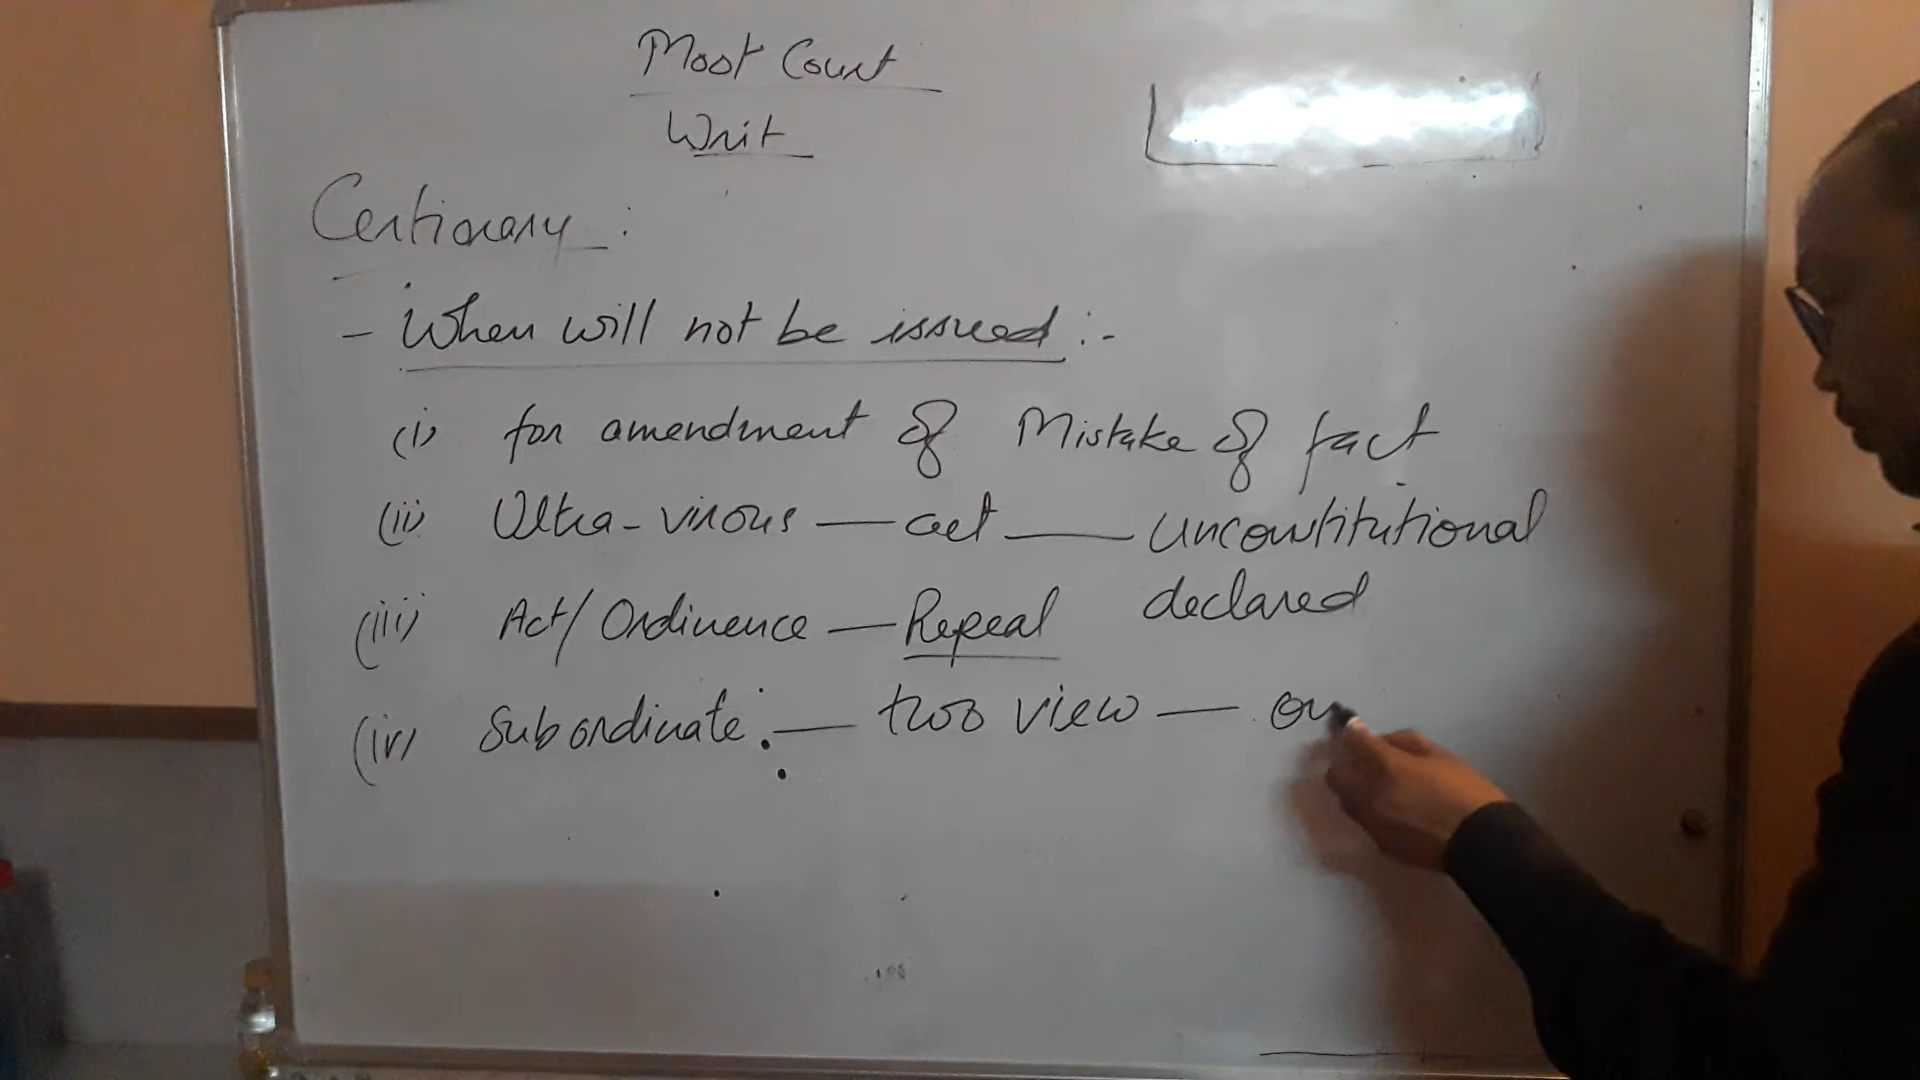 Moot Court
Writ
Certiorary :
- When will not be issued :-
(i) for amendment of Mistake of fact
(ii) Ultra-virous — act — unconstitutional
declared
(iii) Act/Ordinence — Repeal
(iv) Subordinate : — two view — on